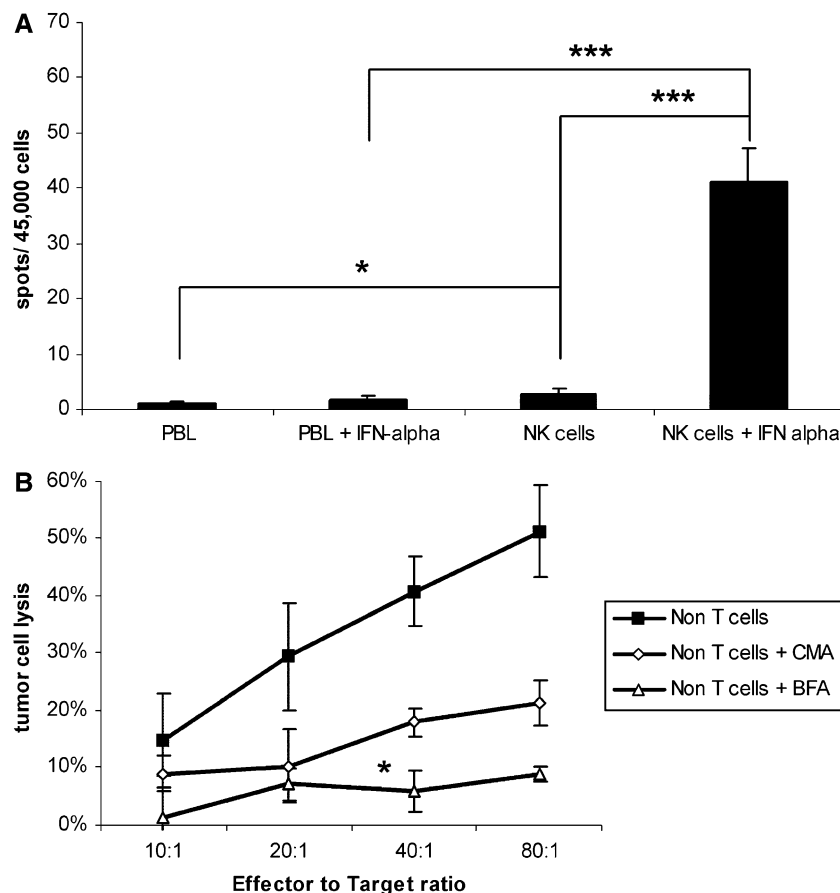 A
70
60
50
40
30
20
10
0
spots/ 45,000 cells
***
***
*
PBL
PBL + IFN-alpha
NK cells
NK cells + IFN alpha
B
60%
50%
40%
30%
20%
10%
0%
tumor cell lysis
*
10:1
20:1
40:1
80:1
Effector to Target ratio
Non T cells
Non T cells + CMA
Non T cells + BFA